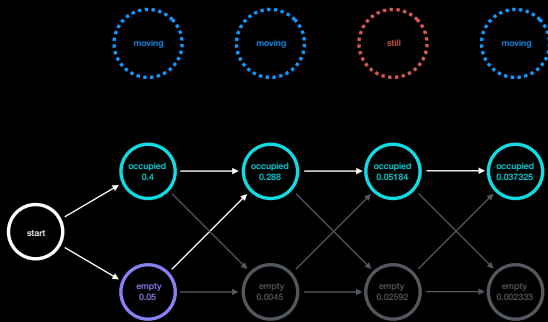 moving
moving
still
moving
occupied
0.4
occupied
0.288
occupied
0.05184
occupied
0.037325
start
empty
0.05
empty
0.0045
empty
0.02592
empty
0.002333